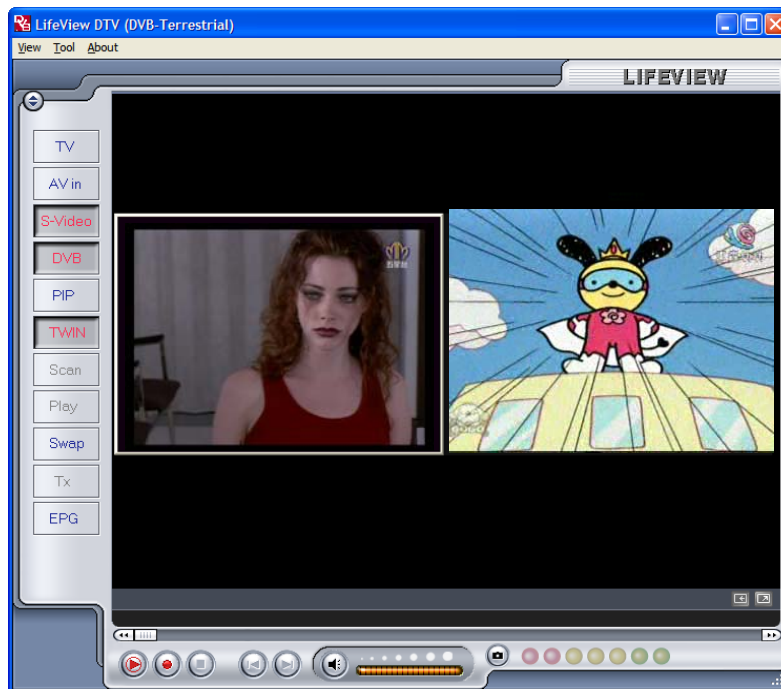 LifeView DTV (DVB-Terrestrial)
View Tool About
LIFEVIEW
TV
AV in
S-Video
DVB
PIP
TWIN
Scan
Play
Swap
Tx
EPG